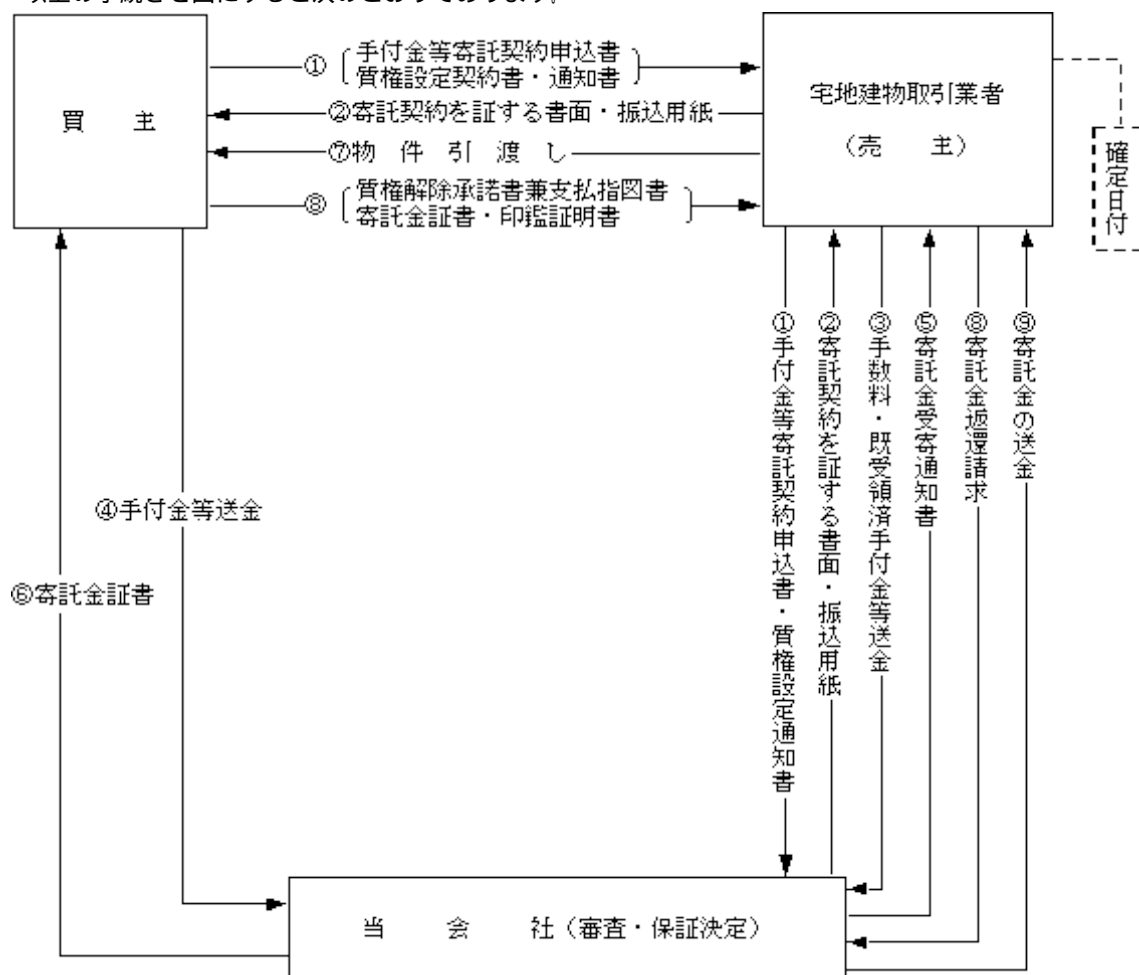 以上の手続きを図にすると次のとおりであります。
買主
① 手付金等寄託契約申込書
質権設定契約書・通知書
②寄託契約を証する書面・振込用紙
⑦物件引渡し
⑧ 質権解除承諾書兼支払指図書
寄託金証書・印鑑証明書
宅地建物取引業者
(売主)
確定日付
④手付金等送金
⑥寄託金証書
①手付金等寄託契約申込書・質権設定通知書
②寄託契約を証する書面・振込用紙
③手数料・既受領済手付金等送金
⑤寄託金受寄通知書
⑧寄託金返還請求
⑨寄託金の送金
当会社(審査・保証決定)